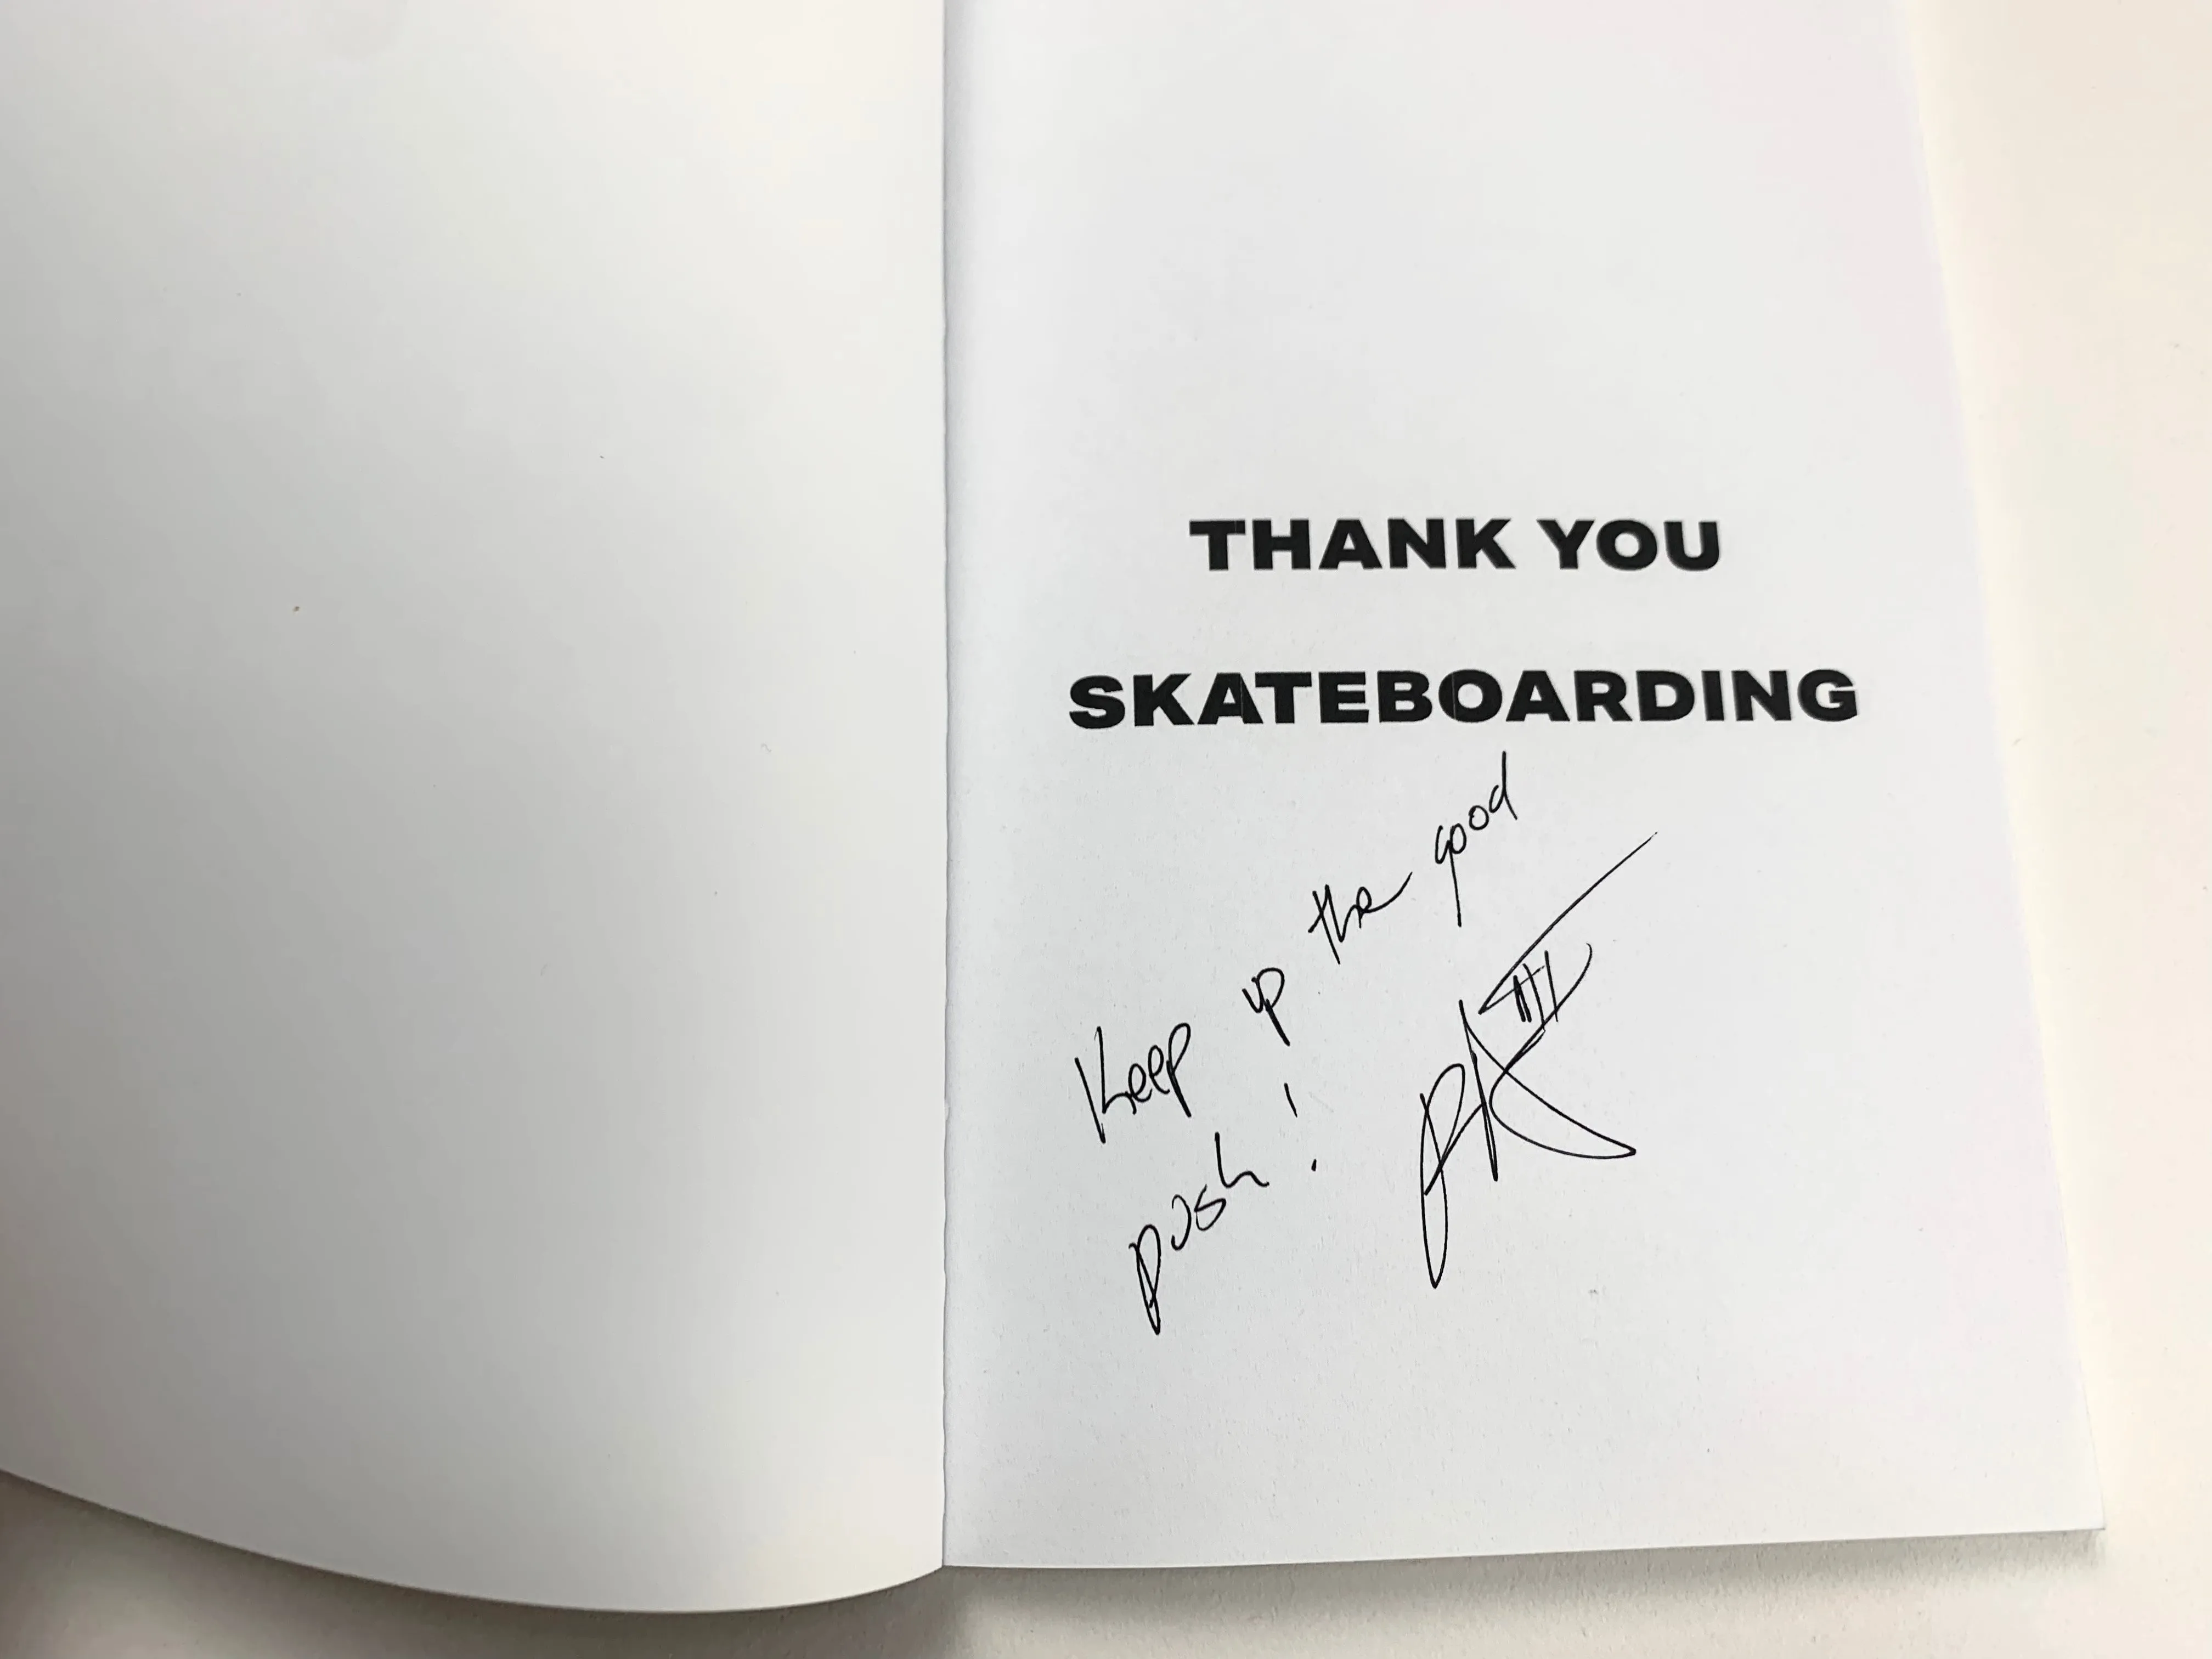 THANK YOU
SKATEBOARDING
Keep up the good
push!